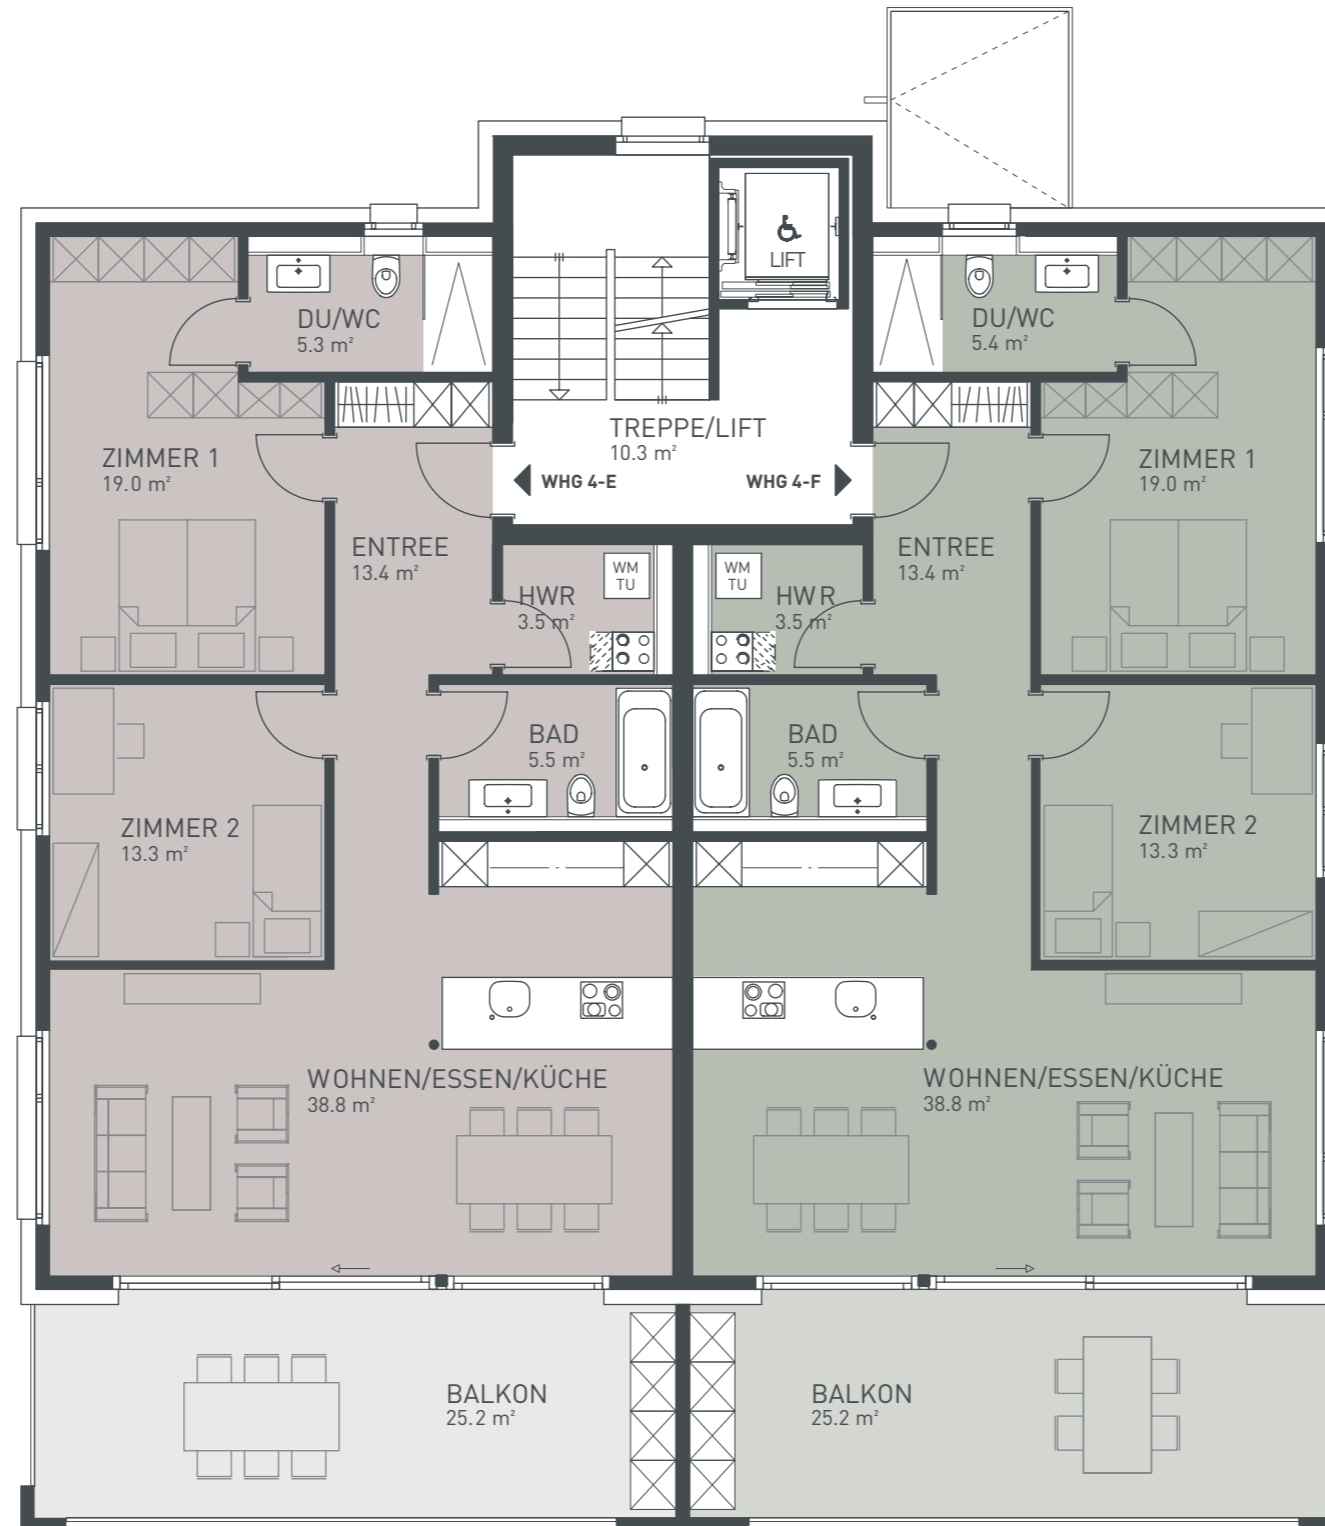 LIFT
DU/WC
5.3 m²
DU/WC
5.4 m²
TREPPE/LIFT
10.3 m²
WHG 4-E
WHG 4-F
ZIMMER 1
19.0 m²
ZIMMER 1
19.0 m²
ENTREE
13.4 m²
ENTREE
13.4 m²
WM
TU
HWR
3.5 m²
WM
TU
HWR
3.5 m²
BAD
5.5 m²
BAD
5.5 m²
ZIMMER 2
13.3 m²
ZIMMER 2
13.3 m²
WOHNEN/ESSEN/KÜCHE
38.8 m²
WOHNEN/ESSEN/KÜCHE
38.8 m²
BALKON
25.2 m²
BALKON
25.2 m²